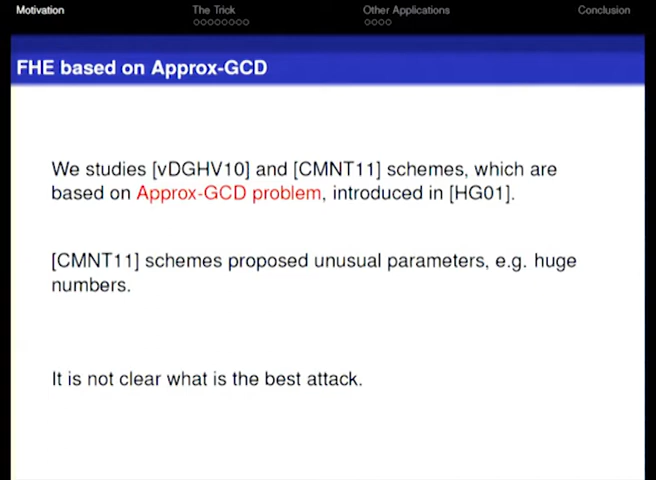 Motivation
The Trick
Other Applications
Conclusion
FHE based on Approx-GCD
We studies [vDGHV10] and [CMNT11] schemes, which are
based on Approx-GCD problem, introduced in [HG01].
[CMNT11] schemes proposed unusual parameters, e.g. huge
numbers.
It is not clear what is the best attack.